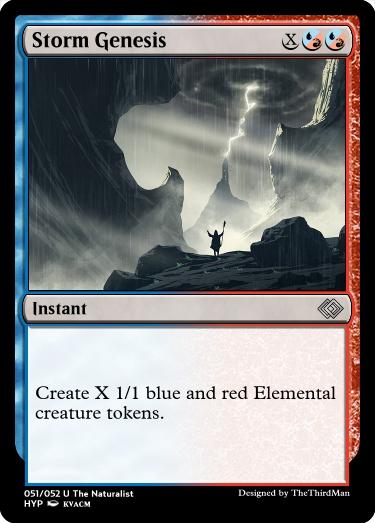 Storm Genesis X
Instant
Create X 1/1 blue and red Elemental
creature tokens.
051/052 U The Naturalist
HYP KVACM
Designed by TheThirdMan